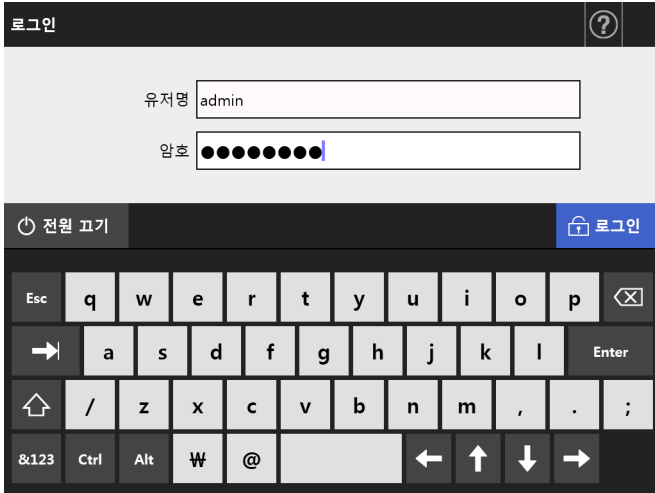 로그인 ?
유저명 admin
암호 ●●●●●●●●
전원 끄기 로그인
Esc q w e r t y u i o p
a s d f g h j k l Enter
/ z x c v b n m , . ;
&123 Ctrl Alt ₩ @